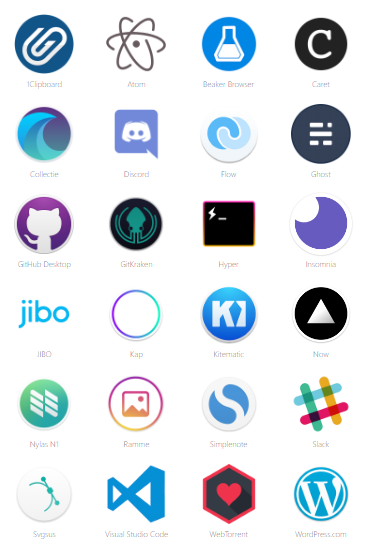 1Clipboard
Atom
Beaker Browser
C
Caret
Collectie
Discord
Flow
Ghost
GitHub Desktop
GitKraken
Hyper
Insomnia
jibo
JIBO
Kap
KI
Kitematic
Now
Nylas N1
Ramme
Simplenote
Slack
Svgsus
Visual Studio Code
WebTorrent
W
WordPress.com